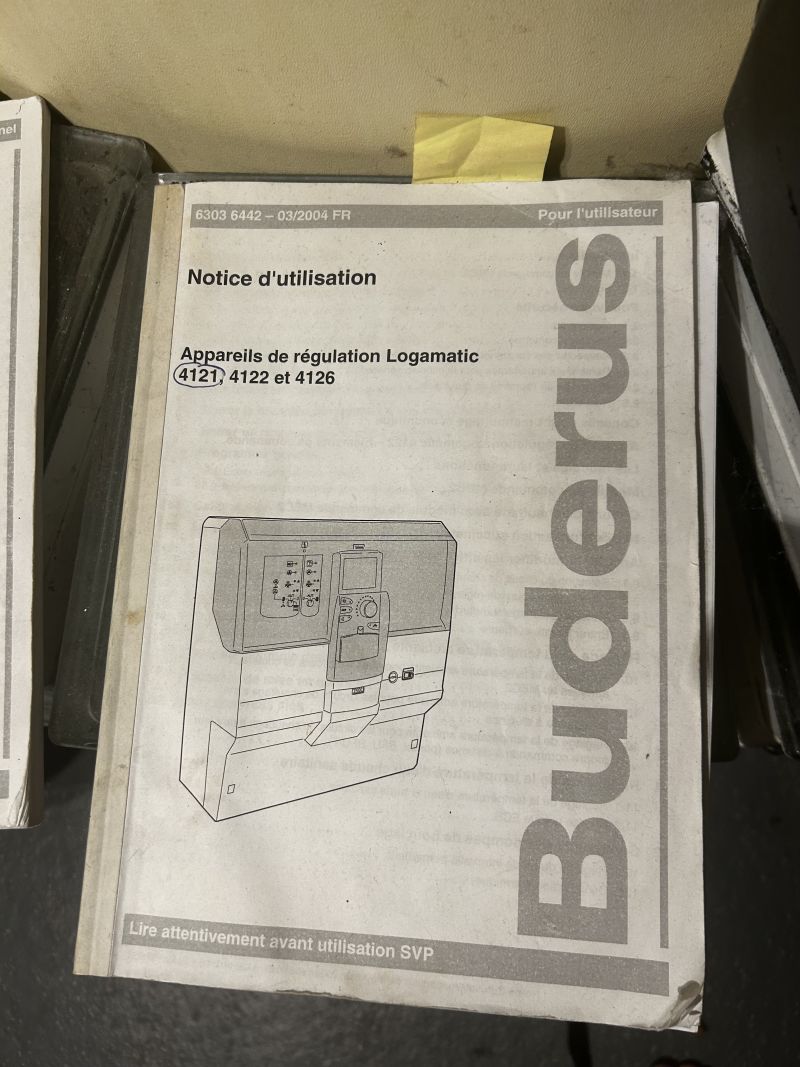 nel
6303 6442 – 03/2004 FR
Pour l'utilisateur
Notice d'utilisation
Appareils de régulation Logamatic
4121, 4122 et 4126
Buderus
Lire attentivement avant utilisation SVP